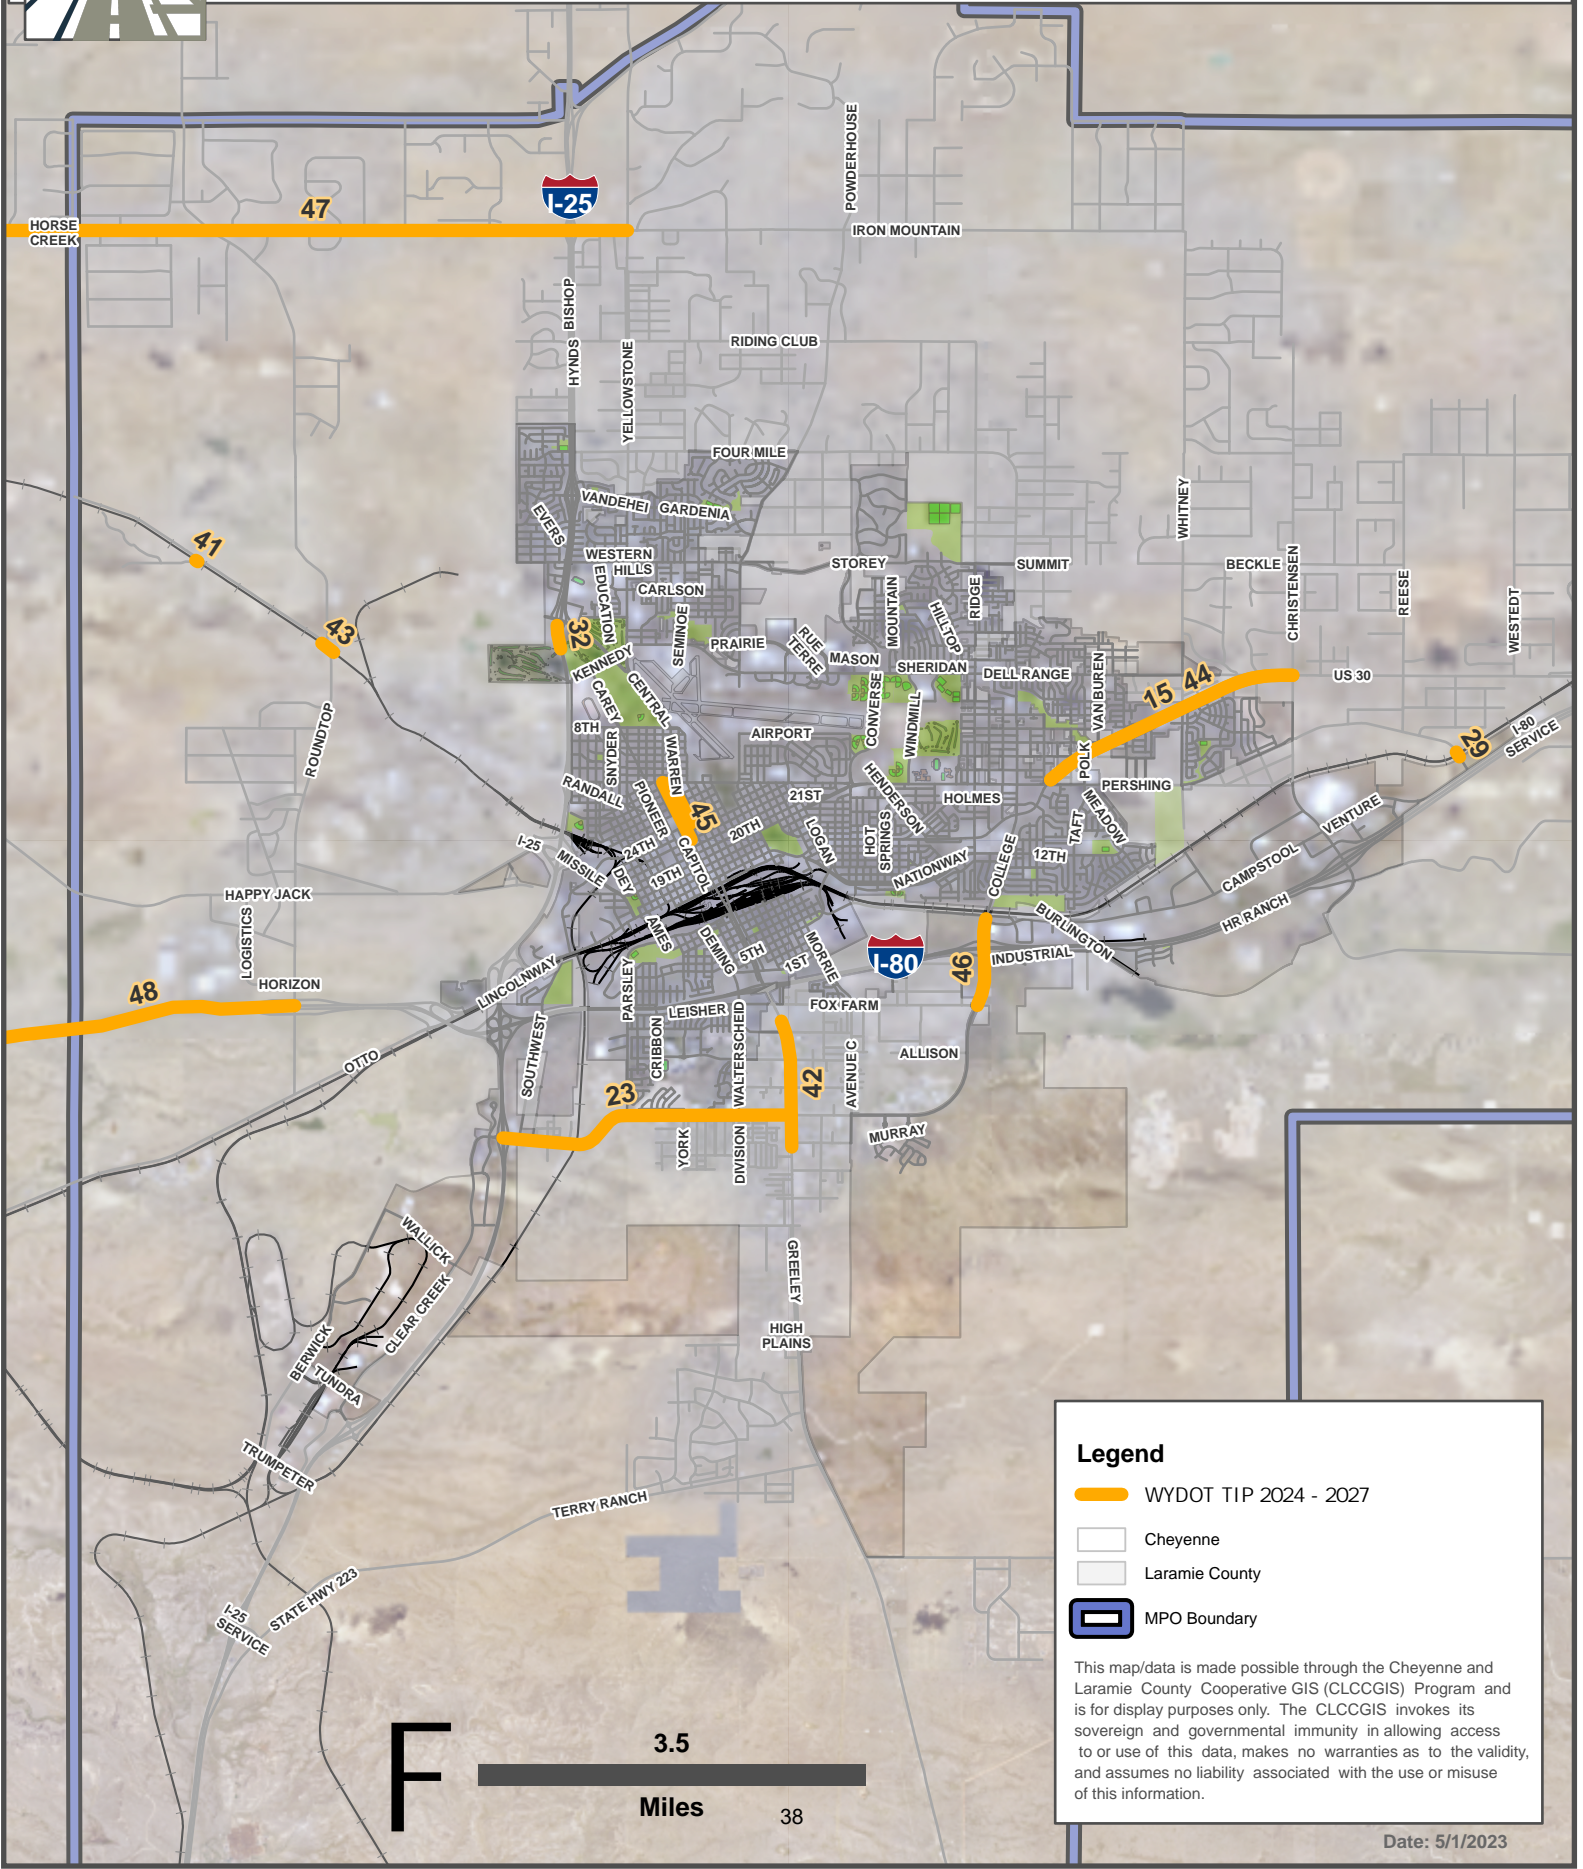 47
I-25
HORSE
CREEK
IRON MOUNTAIN
POWDERHOUSE
BISHOP
HYNDS
YELLOWSTONE
RIDING CLUB
FOUR MILE
VANDEHEI
GARDENIA
EVERS
WESTERN
HILLS
EDUCATION
CARLSON
SEMINOE
STOREY
SUMMIT
WHITNEY
BECKLE
CHRISTENSEN
REESE
WESTEDT
41
43
32
KENNEDY
PRAIRIE
RUE
TERRE
MASON
MOUNTAIN
HILLTOP
RIDGE
SHERIDAN
DELL RANGE
VAN BUREN
15 44
US 30
CAREY
CENTRAL
8TH
SNYDER
WARREN
AIRPORT
CONVERSE
WINDMILL
POLK
PERSHING
I-80
SERVICE
29
ROUNDTOP
RANDALL
PIONEER
45
21ST
20TH
LOGAN
HENDERSON
HOT
SPRINGS
HOLMES
MEADOW
TAFT
12TH
VENTURE
CAMPSTOOL
HR RANCH
I-25
MISSILE
24TH
DEY
19TH
CAPITOL
NATIONWAY
COLLEGE
BURLINGTON
INDUSTRIAL
HAPPY JACK
LOGISTICS
HORIZON
48
LINCOLNWAY
AMES
DEMING
5TH
1ST
MORRIE
I-80
46
PARSLEY
LEISHER
FOX FARM
OTTO
SOUTHWEST
CRIBBON
WALTERSCHEID
AVENUE C
ALLISON
42
23
YORK
DIVISION
MURRAY
WALLICK
CLEAR CREEK
BERWICK
TUNDRA
TRUMPETER
GREELEY
HIGH
PLAINS
TERRY RANCH
STATE HWY 223
I-25
SERVICE
F
3.5
Miles
38
Legend
WYDOT TIP 2024 - 2027
Cheyenne
Laramie County
MPO Boundary
This map/data is made possible through the Cheyenne and
Laramie County Cooperative GIS (CLCCGIS) Program and
is for display purposes only. The CLCCGIS invokes its
sovereign and governmental immunity in allowing access
to or use of this data, makes no warranties as to the validity,
and assumes no liability associated with the use or misuse
of this information.
Date: 5/1/2023